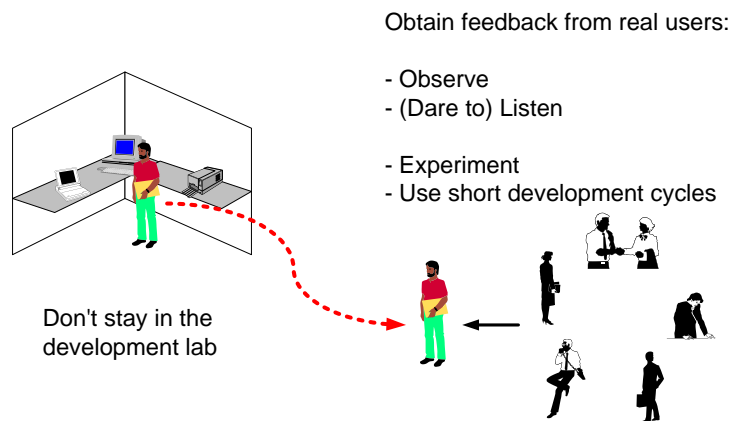 Obtain feedback from real users:
- Observe
- (Dare to) Listen
- Experiment
- Use short development cycles
Don't stay in the
development lab